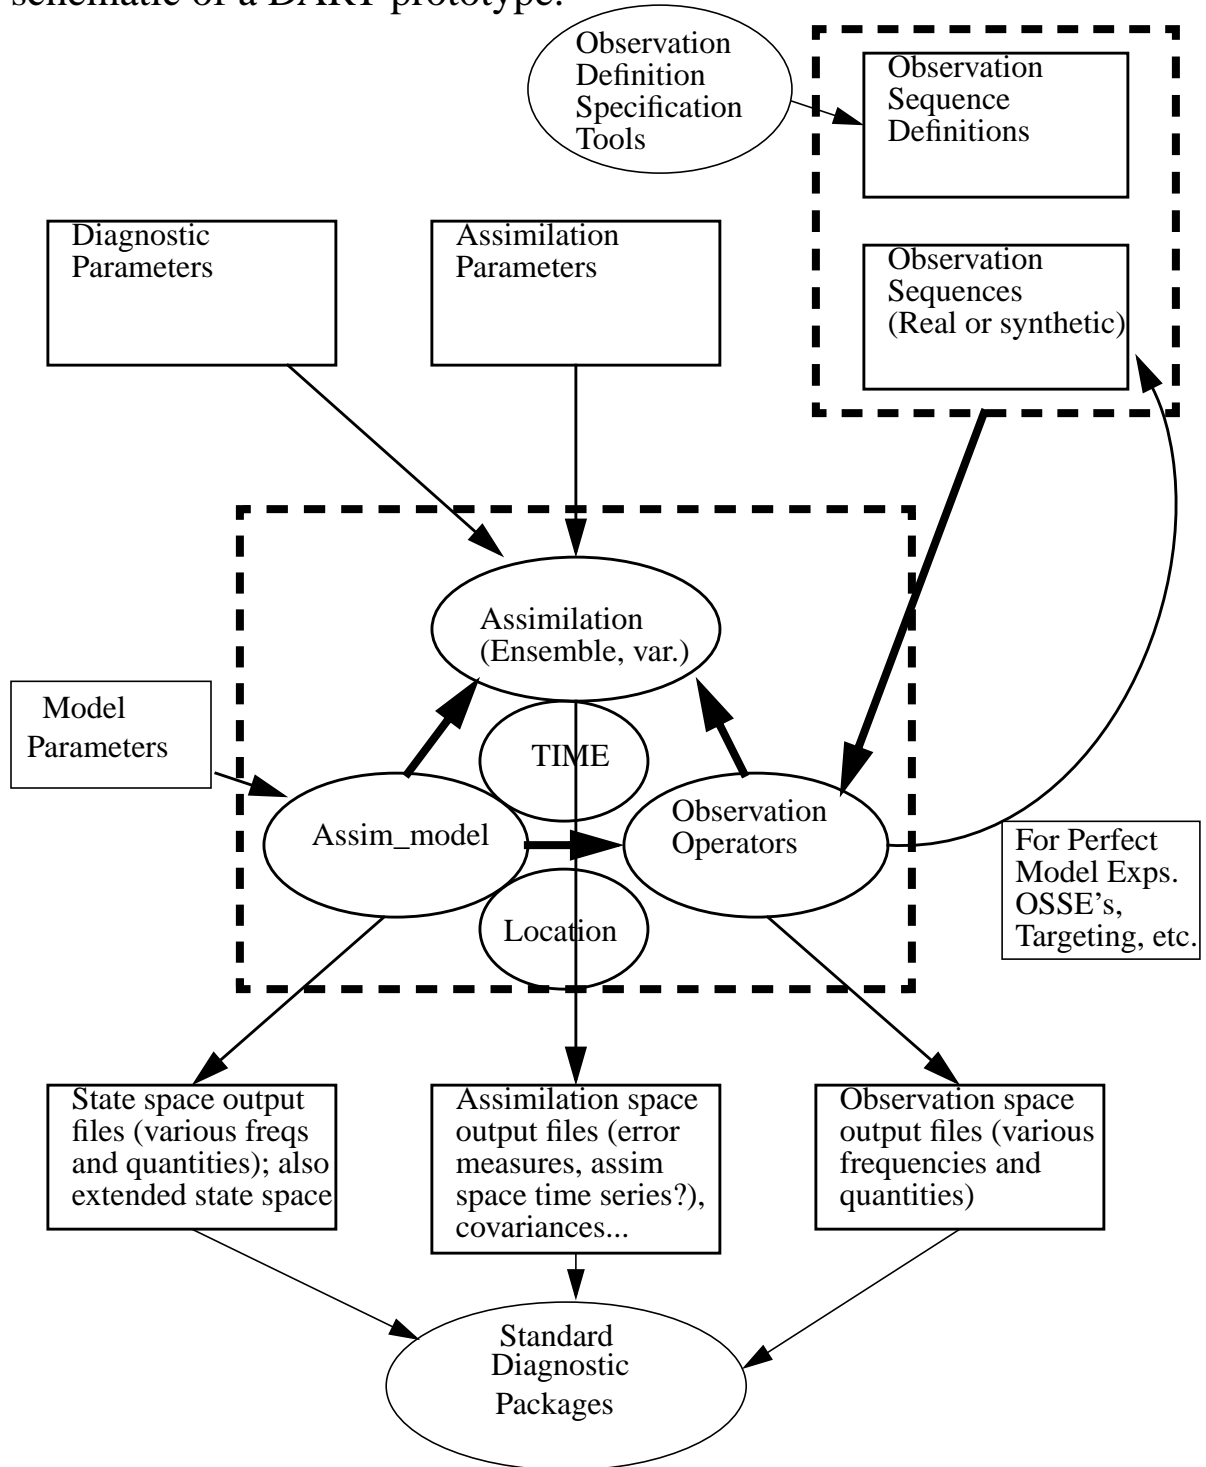 schematic of a DART prototype.
Observation
Definition
Specification
Tools
Observation
Sequence
Definitions
Diagnostic
Parameters
Assimilation
Parameters
Observation
Sequences
(Real or synthetic)
Assimilation
(Ensemble, var.)
Model
Parameters
TIME
Assim_model
Observation
Operators
For Perfect
Model Exps.
OSSE's,
Targeting, etc.
Location
State space output
files (various freqs
and quantities); also
extended state space
Assimilation space
output files (error
measures, assim
space time series?),
covariances...
Observation space
output files (various
frequencies and
quantities)
Standard
Diagnostic
Packages